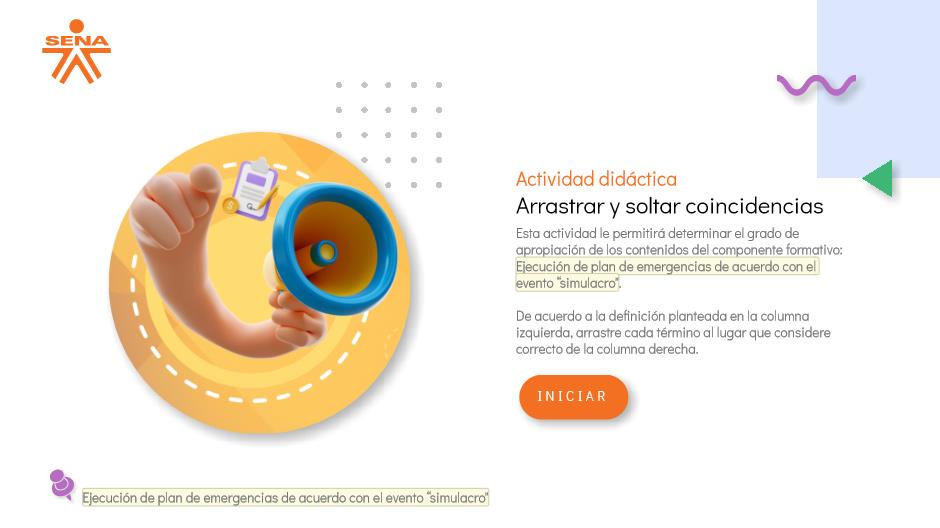 SENA
Actividad didáctica
Arrastrar y soltar coincidencias
Esta actividad le permitirá determinar el grado de
apropiación de los contenidos del componente formativo:
Ejecución de plan de emergencias de acuerdo con el
evento “simulacro”.
De acuerdo a la definición planteada en la columna
izquierda, arrastre cada término al lugar que considere
correcto de la columna derecha.
INICIAR
Ejecución de plan de emergencias de acuerdo con el evento “simulacro”